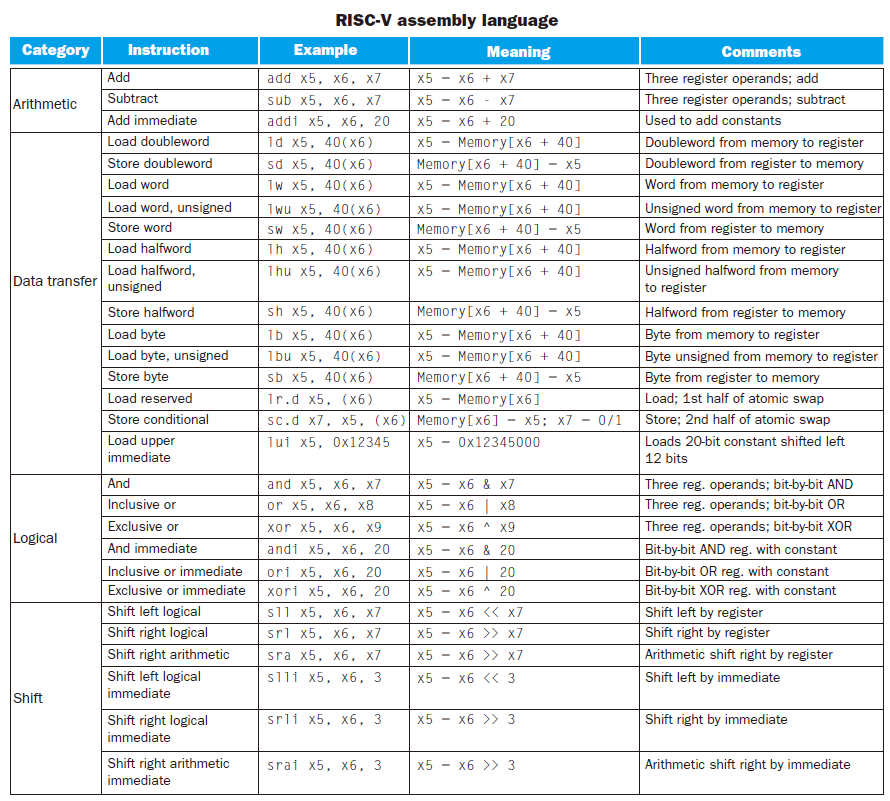 RISC-V assembly language
Category Instruction Example Meaning Comments
Arithmetic
Add add x5, x6, x7 x5 — x6 + x7 Three register operands; add
Subtract sub x5, x6, x7 x5 — x6 - x7 Three register operands; subtract
Add immediate addi x5, x6, 20 x5 — x6 + 20 Used to add constants
Data transfer
Load doubleword ld x5, 40(x6) x5 — Memory[x6 + 40] Doubleword from memory to register
Store doubleword sd x5, 40(x6) Memory[x6 + 40] — x5 Doubleword from register to memory
Load word lw x5, 40(x6) x5 — Memory[x6 + 40] Word from memory to register
Load word, unsigned lwu x5, 40(x6) x5 — Memory[x6 + 40] Unsigned word from memory to register
Store word sw x5, 40(x6) Memory[x6 + 40] — x5 Word from register to memory
Load halfword lh x5, 40(x6) x5 — Memory[x6 + 40] Halfword from memory to register
Load halfword, lhu x5, 40(x6) x5 — Memory[x6 + 40] Unsigned halfword from memory
unsigned to register
Store halfword sh x5, 40(x6) Memory[x6 + 40] — x5 Halfword from register to memory
Load byte lb x5, 40(x6) x5 — Memory[x6 + 40] Byte from memory to register
Load byte, unsigned lbu x5, 40(x6) x5 — Memory[x6 + 40] Byte unsigned from memory to register
Store byte sb x5, 40(x6) Memory[x6 + 40] — x5 Byte from register to memory
Load reserved lr.d x5, (x6) x5 — Memory[x6] Load; 1st half of atomic swap
Store conditional sc.d x7, x5, (x6) Memory[x6] — x5; x7 — 0/1 Store; 2nd half of atomic swap
Load upper lui x5, 0x12345 x5 — 0x12345000 Loads 20-bit constant shifted left
immediate 12 bits
Logical
And and x5, x6, x7 x5 — x6 & x7 Three reg. operands; bit-by-bit AND
Inclusive or or x5, x6, x8 x5 — x6 | x8 Three reg. operands; bit-by-bit OR
Exclusive or xor x5, x6, x9 x5 — x6 ^ x9 Three reg. operands; bit-by-bit XOR
And immediate andi x5, x6, 20 x5 — x6 & 20 Bit-by-bit AND reg. with constant
Inclusive or immediate ori x5, x6, 20 x5 — x6 | 20 Bit-by-bit OR reg. with constant
Exclusive or immediate xori x5, x6, 20 x5 — x6 ^ 20 Bit-by-bit XOR reg. with constant
Shift
Shift left logical sll x5, x6, x7 x5 — x6 << x7 Shift left by register
Shift right logical srl x5, x6, x7 x5 — x6 >> x7 Shift right by register
Shift right arithmetic sra x5, x6, x7 x5 — x6 >> x7 Arithmetic shift right by register
Shift left logical slli x5, x6, 3 x5 — x6 << 3 Shift left by immediate
immediate
Shift right logical srli x5, x6, 3 x5 — x6 >> 3 Shift right by immediate
immediate
Shift right arithmetic srai x5, x6, 3 x5 — x6 >> 3 Arithmetic shift right by immediate
immediate